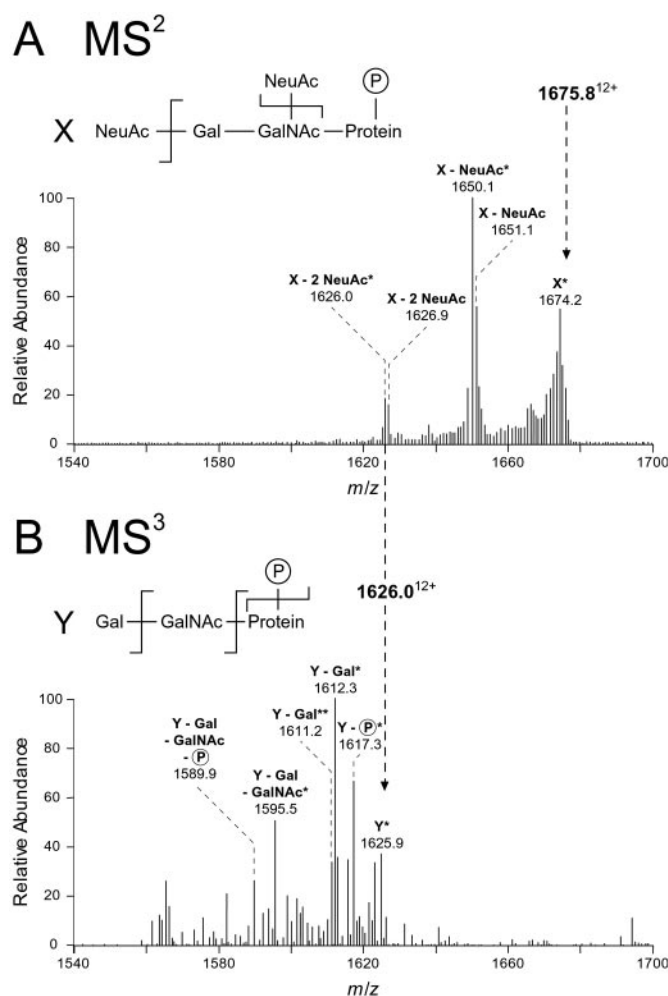 A MS²
NeuAc
Ⓟ
X NeuAc Gal GalNAc Protein
1675.8¹²⁺
X - NeuAc*
1650.1
X - NeuAc
1651.1
X - 2 NeuAc*
1626.0
X - 2 NeuAc
1626.9
X*
1674.2
Relative Abundance
100
80
60
40
20
0
1540 1580 1620 1660 1700
m/z
B MS³
Ⓟ
Y Gal GalNAc Protein
1626.0¹²⁺
Y - Gal*
1612.3
Y - Gal**
1611.2
Y - Ⓟ*
1617.3
Y - Gal
- GalNAc
- Ⓟ
1589.9
Y - Gal
- GalNAc*
1595.5
Y*
1625.9
Relative Abundance
100
80
60
40
20
0
1540 1580 1620 1660 1700
m/z